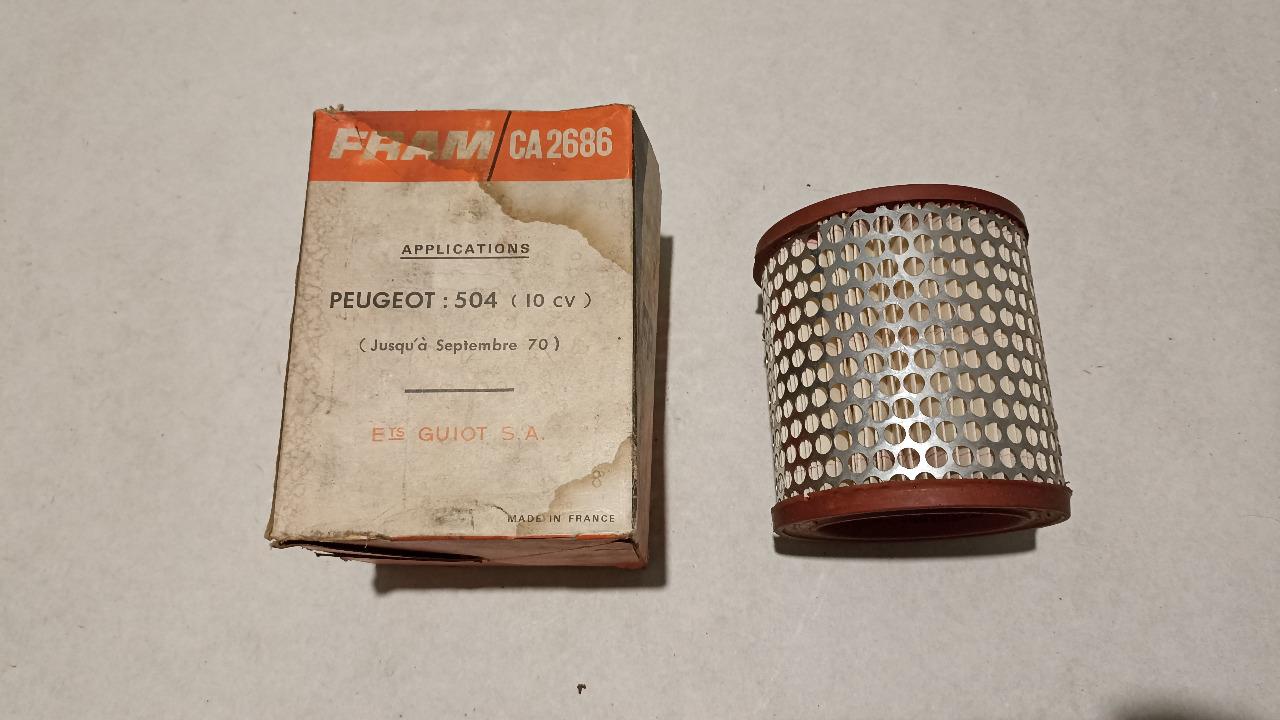 FRAM / CA 2686
APPLICATIONS
PEUGEOT : 504 ( 10 CV )
( Jusqu'à Septembre 70 )
ETS GUIOT S.A.
MADE IN FRANCE